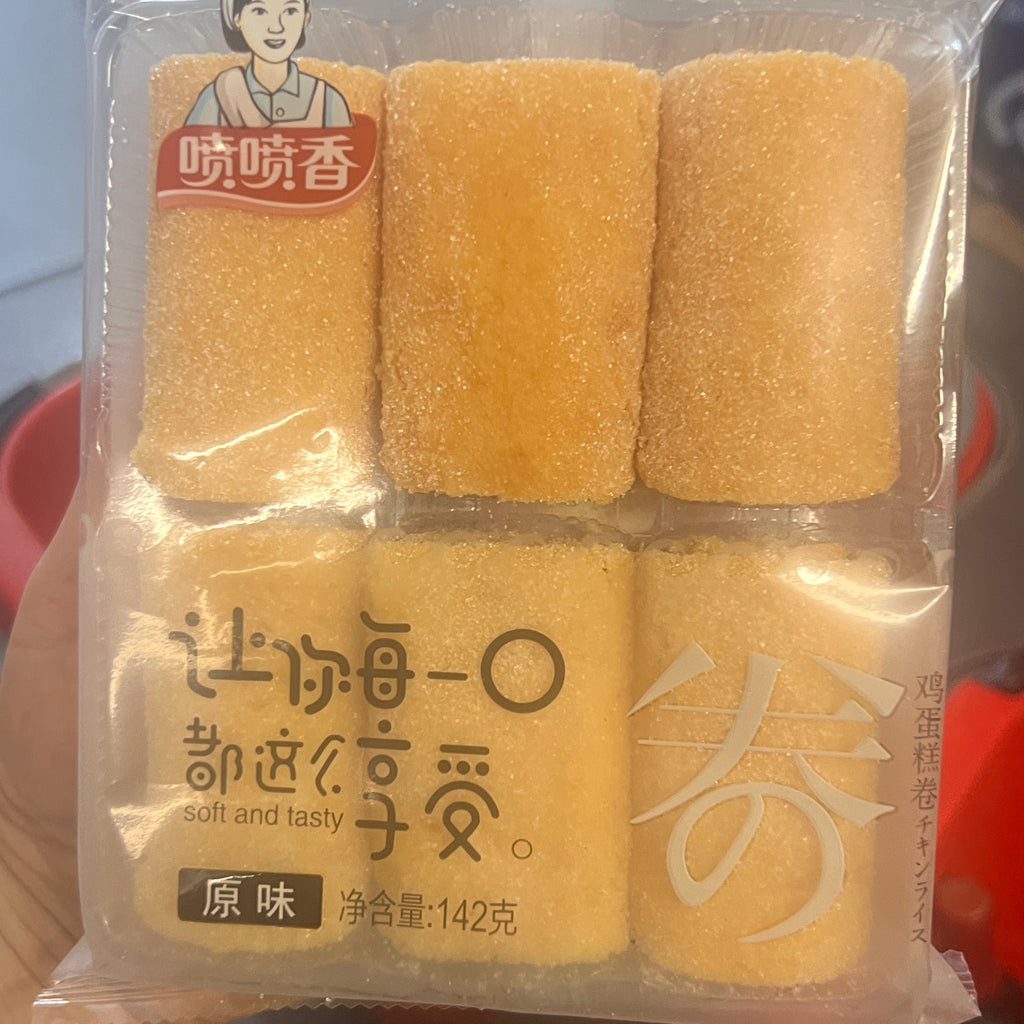 喷喷香
让你每一口
都这么享受。
soft and tasty
原味
净含量:142克
卷の
鸡蛋糕卷チキンライス